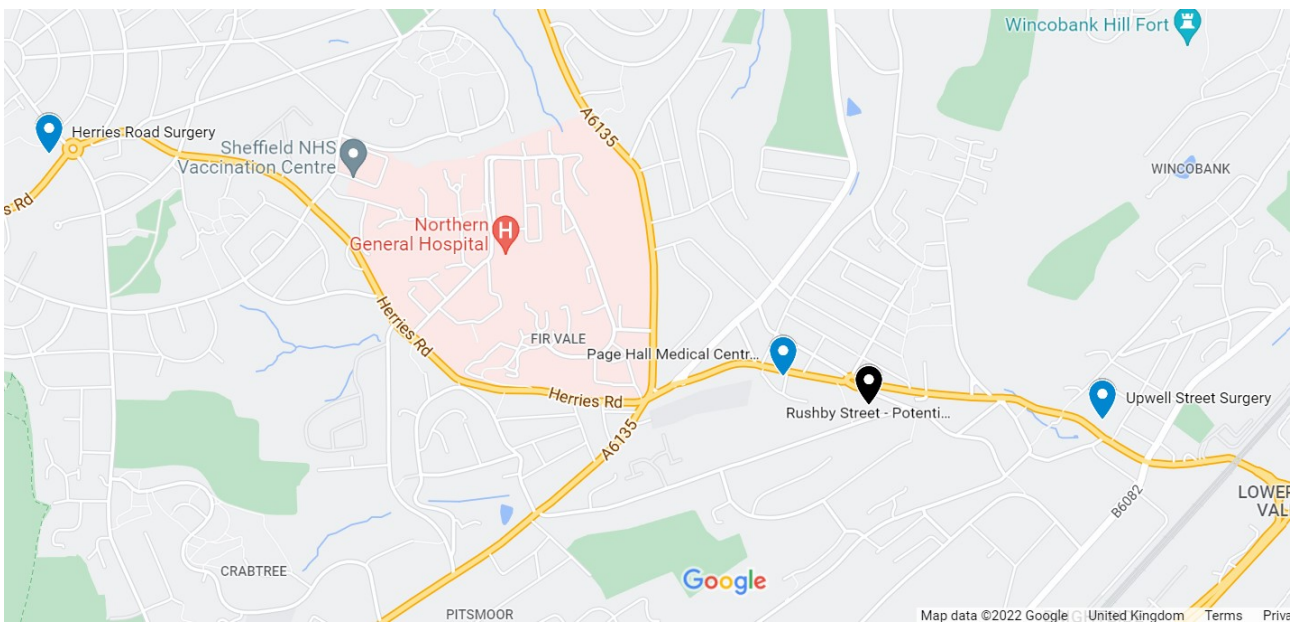 Wincobank Hill Fort
A6135
Herries Road Surgery
Sheffield NHS
Vaccination Centre
WINCOBANK
s Rd
Northern
General Hospital
H
Herries Rd
FIR VALE
Page Hall Medical Centr...
Herries Rd
Rushby Street - Potenti...
Upwell Street Surgery
A6135
B6082
LOWER
VAL
CRABTREE
Google
PITSMOOR
Map data ©2022 Google
United Kingdom
Terms
Priva